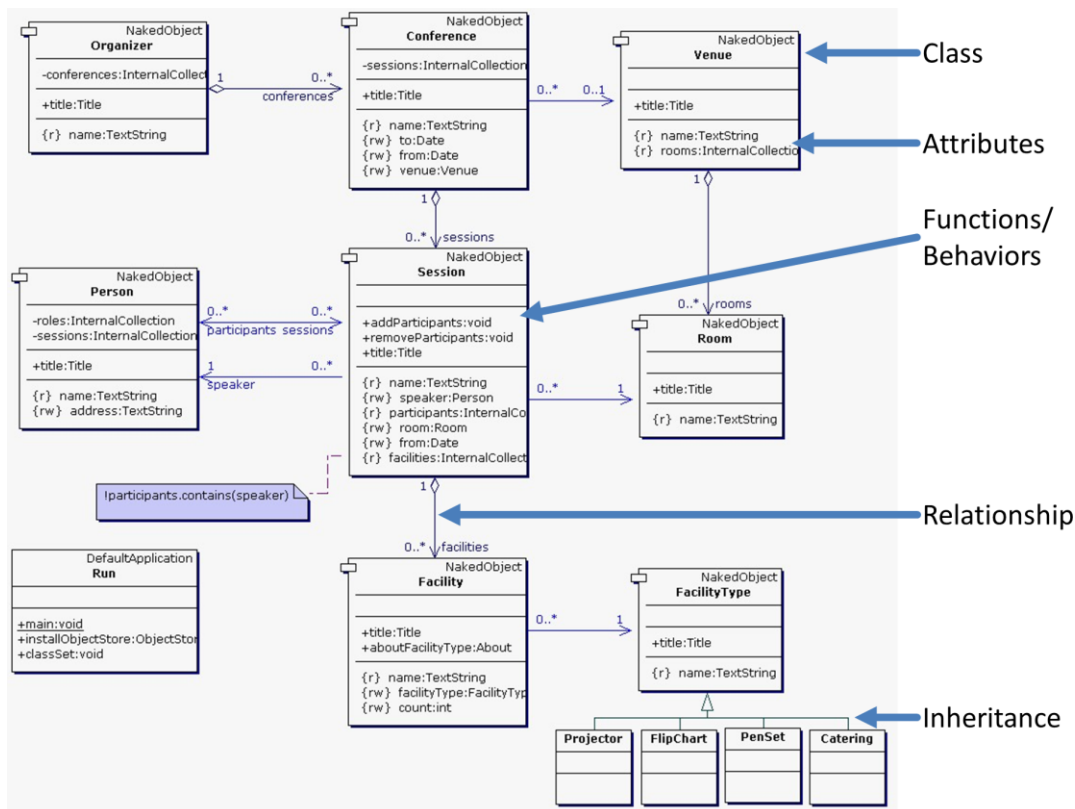 NakedObject
Organizer
-conferences:InternalCollect
+title:Title
{r} name:TextString
1
0..*
conferences
NakedObject
Conference
-sessions:InternalCollection
+title:Title
{r} name:TextString
{rw} to:Date
{rw} from:Date
{rw} venue:Venue
0..*
0..1
NakedObject
Venue
+title:Title
{r} name:TextString
{r} rooms:InternalCollectio
Class
Attributes
Functions/
Behaviors
1
0..* sessions
1
0..* rooms
NakedObject
Person
-roles:InternalCollection
-sessions:InternalCollection
+title:Title
{r} name:TextString
{rw} address:TextString
0..*
0..*
participants sessions
1
0..*
speaker
NakedObject
Session
+addParticipants:void
+removeParticipants:void
+title:Title
{r} name:TextString
{rw} speaker:Person
{r} participants:InternalCo
{rw} room:Room
{rw} from:Date
{r} facilities:InternalCollect
0..*
1
NakedObject
Room
+title:Title
{r} name:TextString
!participants.contains(speaker)
1
0..* facilities
Relationship
DefaultApplication
Run
+main:void
+installObjectStore:ObjectStor
+classSet:void
NakedObject
Facility
+title:Title
+aboutFacilityType:About
{r} name:TextString
{rw} facilityType:FacilityTyp
{rw} count:int
0..*
1
NakedObject
FacilityType
+title:Title
{r} name:TextString
Inheritance
Projector
FlipChart
PenSet
Catering